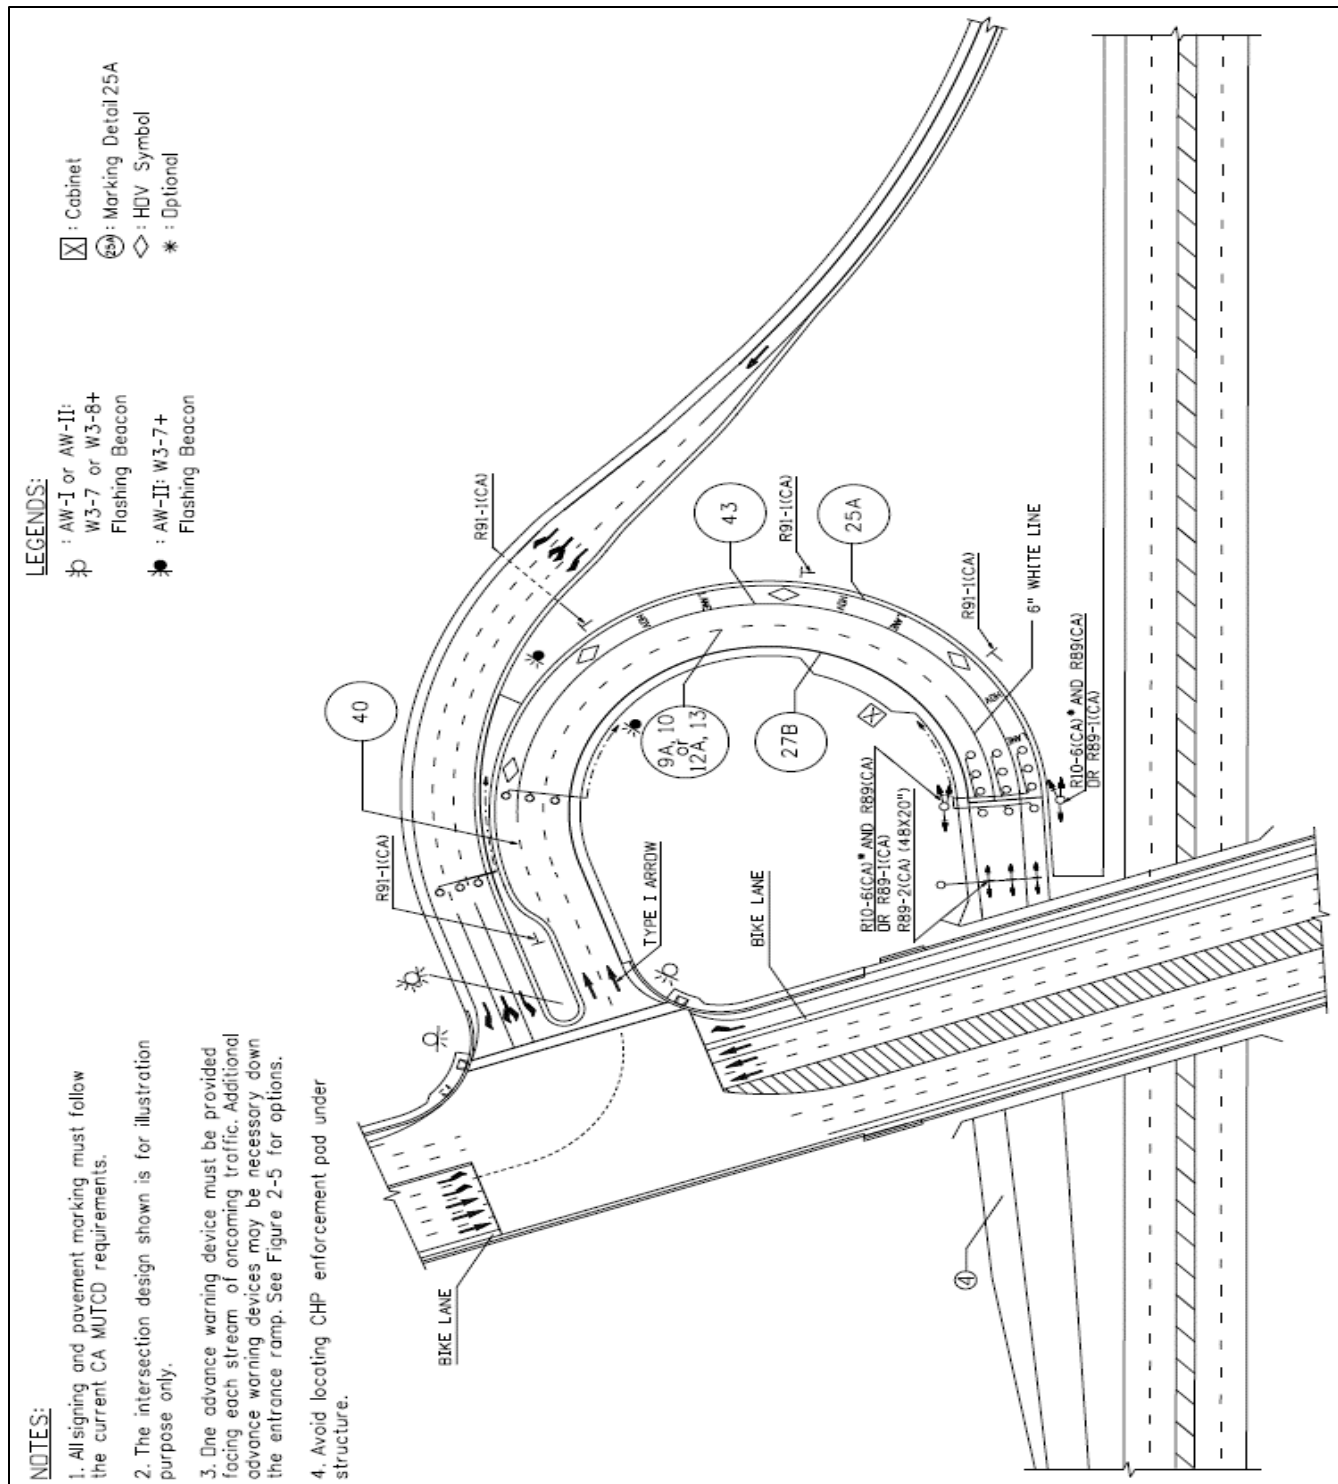 NOTES:
1. All signing and pavement marking must follow
the current CA MUTCD requirements.
2. The intersection design shown is for illustration
purpose only.
3. One advance warning device must be provided
facing each stream of oncoming traffic. Additional
advance warning devices may be necessary down
the entrance ramp. See Figure 2-5 for options.
4. Avoid locating CHP enforcement pad under
structure.
LEGENDS:
: AW-I or AW-II:
W3-7 or W3-8+
Flashing Beacon
: AW-II: W3-7+
Flashing Beacon
X : Cabinet
25A : Marking Detail 25A
: HOV Symbol
* : Optional
BIKE LANE
R91-1(CA)
40
R91-1(CA)
TYPE I ARROW
BIKE LANE
9A, 10
or
12A, 13
27B
43
R91-1(CA)
25A
R91-1(CA)
6" WHITE LINE
HOV
LANE
HOV
LANE
HOV
LANE
R10-6(CA)* AND R89(CA)
OR R89-1(CA)
R89-2(CA) (48X20")
R10-6(CA)* AND R89(CA)
OR R89-1(CA)
4